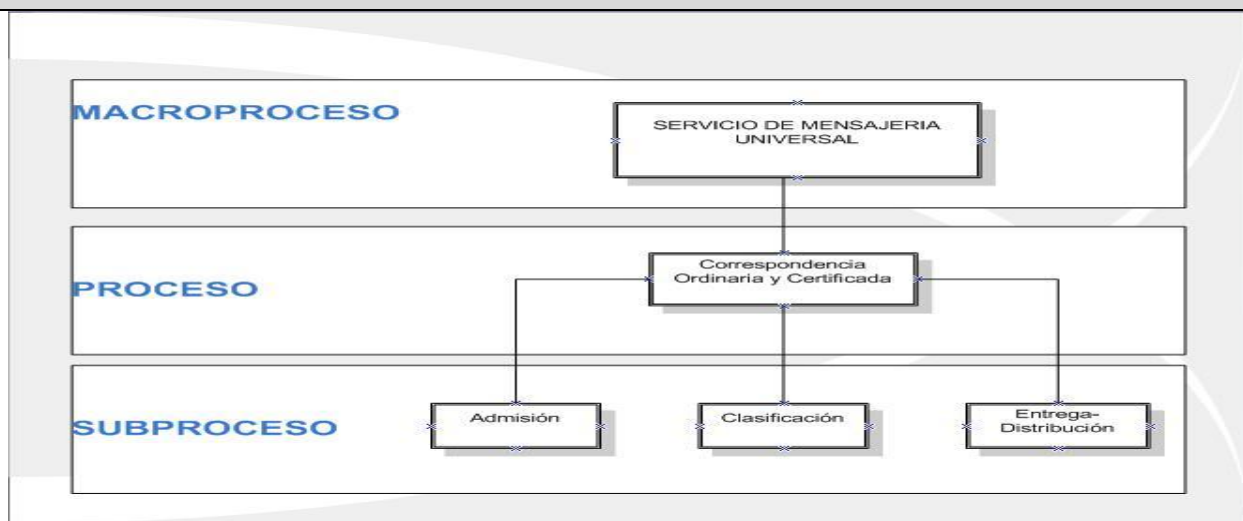 MACROPROCESO
SERVICIO DE MENSAJERIA
UNIVERSAL
PROCESO
Correspondencia
Ordinaria y Certificada
SUBPROCESO
Admisión
Clasificación
Entrega-
Distribución